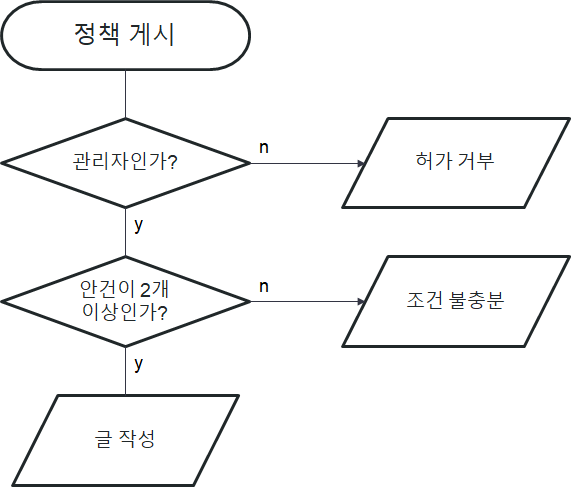 정책 게시
관리자인가?
n
허가 거부
y
안건이 2개
이상인가?
n
조건 불충분
y
글 작성